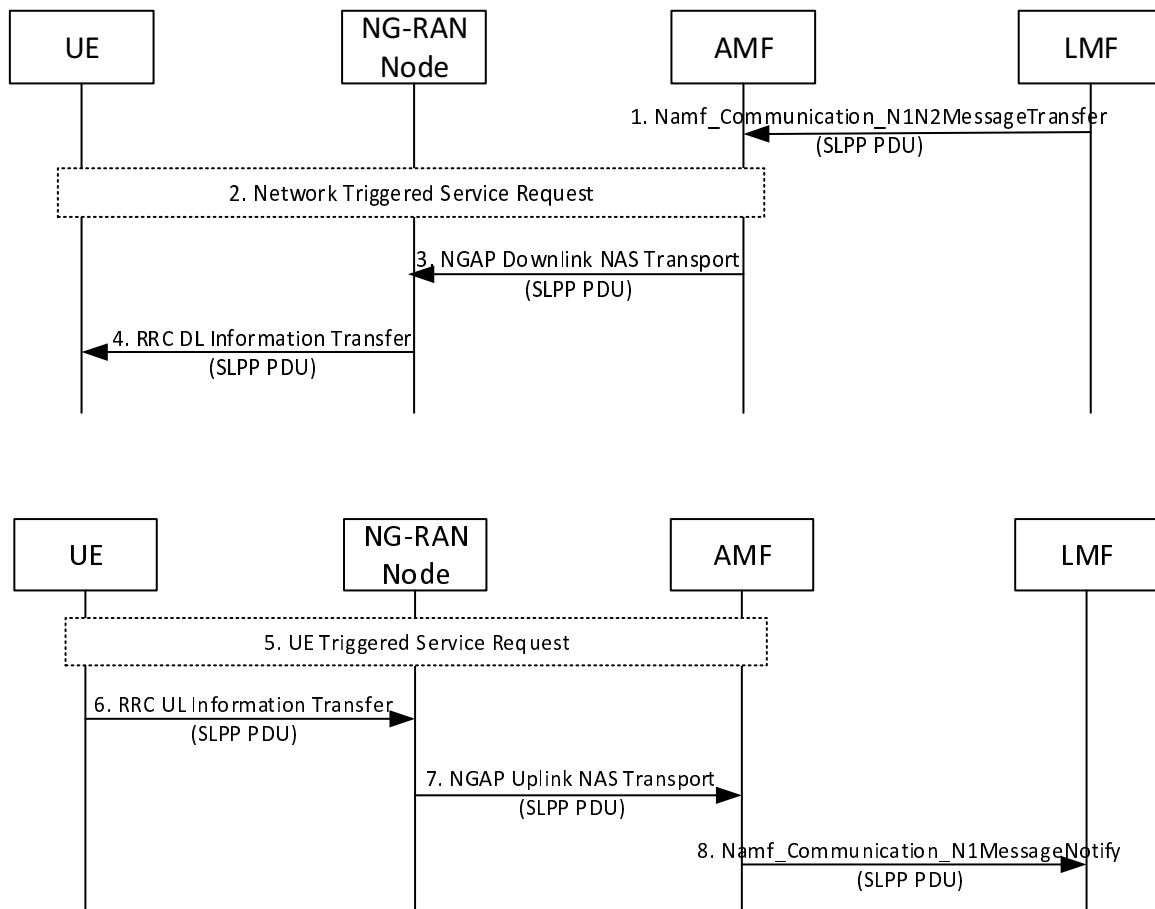 UE
NG-RAN
Node
AMF
LMF
1. Namf_Communication_N1N2MessageTransfer
(SLPP PDU)
2. Network Triggered Service Request
3. NGAP Downlink NAS Transport
(SLPP PDU)
4. RRC DL Information Transfer
(SLPP PDU)
UE
NG-RAN
Node
AMF
LMF
5. UE Triggered Service Request
6. RRC UL Information Transfer
(SLPP PDU)
7. NGAP Uplink NAS Transport
(SLPP PDU)
8. Namf_Communication_N1MessageNotify
(SLPP PDU)